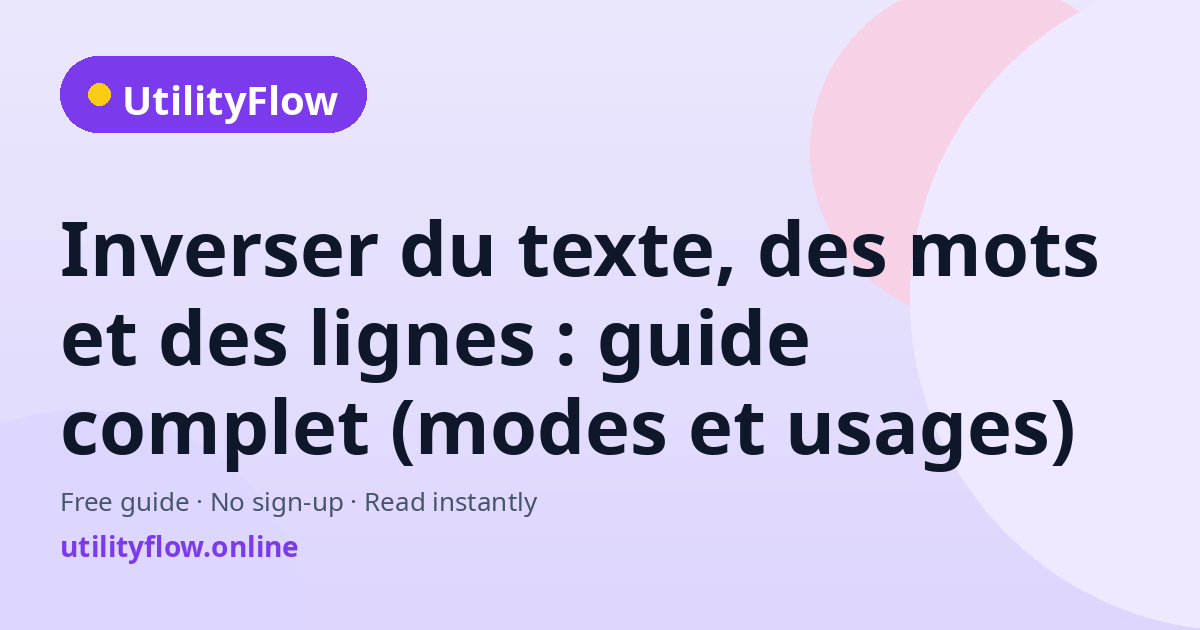 UtilityFlow
Inverser du texte, des mots
et des lignes : guide
complet (modes et usages)
Free guide · No sign-up · Read instantly
utilityflow.online